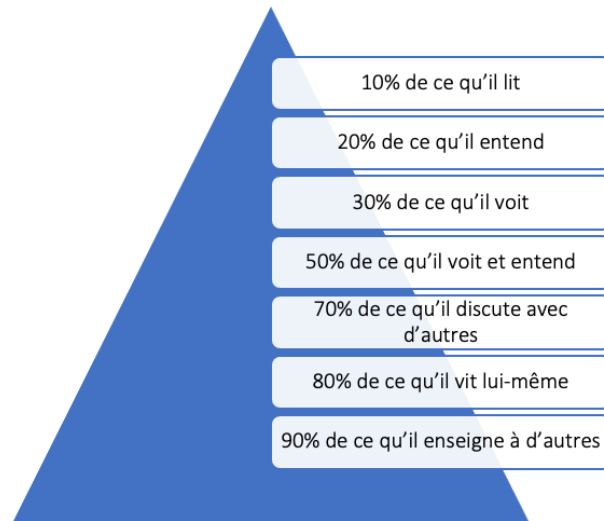 10% de ce qu’il lit
20% de ce qu’il entend
30% de ce qu’il voit
50% de ce qu’il voit et entend
70% de ce qu’il discute avec
d’autres
80% de ce qu’il vit lui-même
90% de ce qu’il enseigne à d’autres